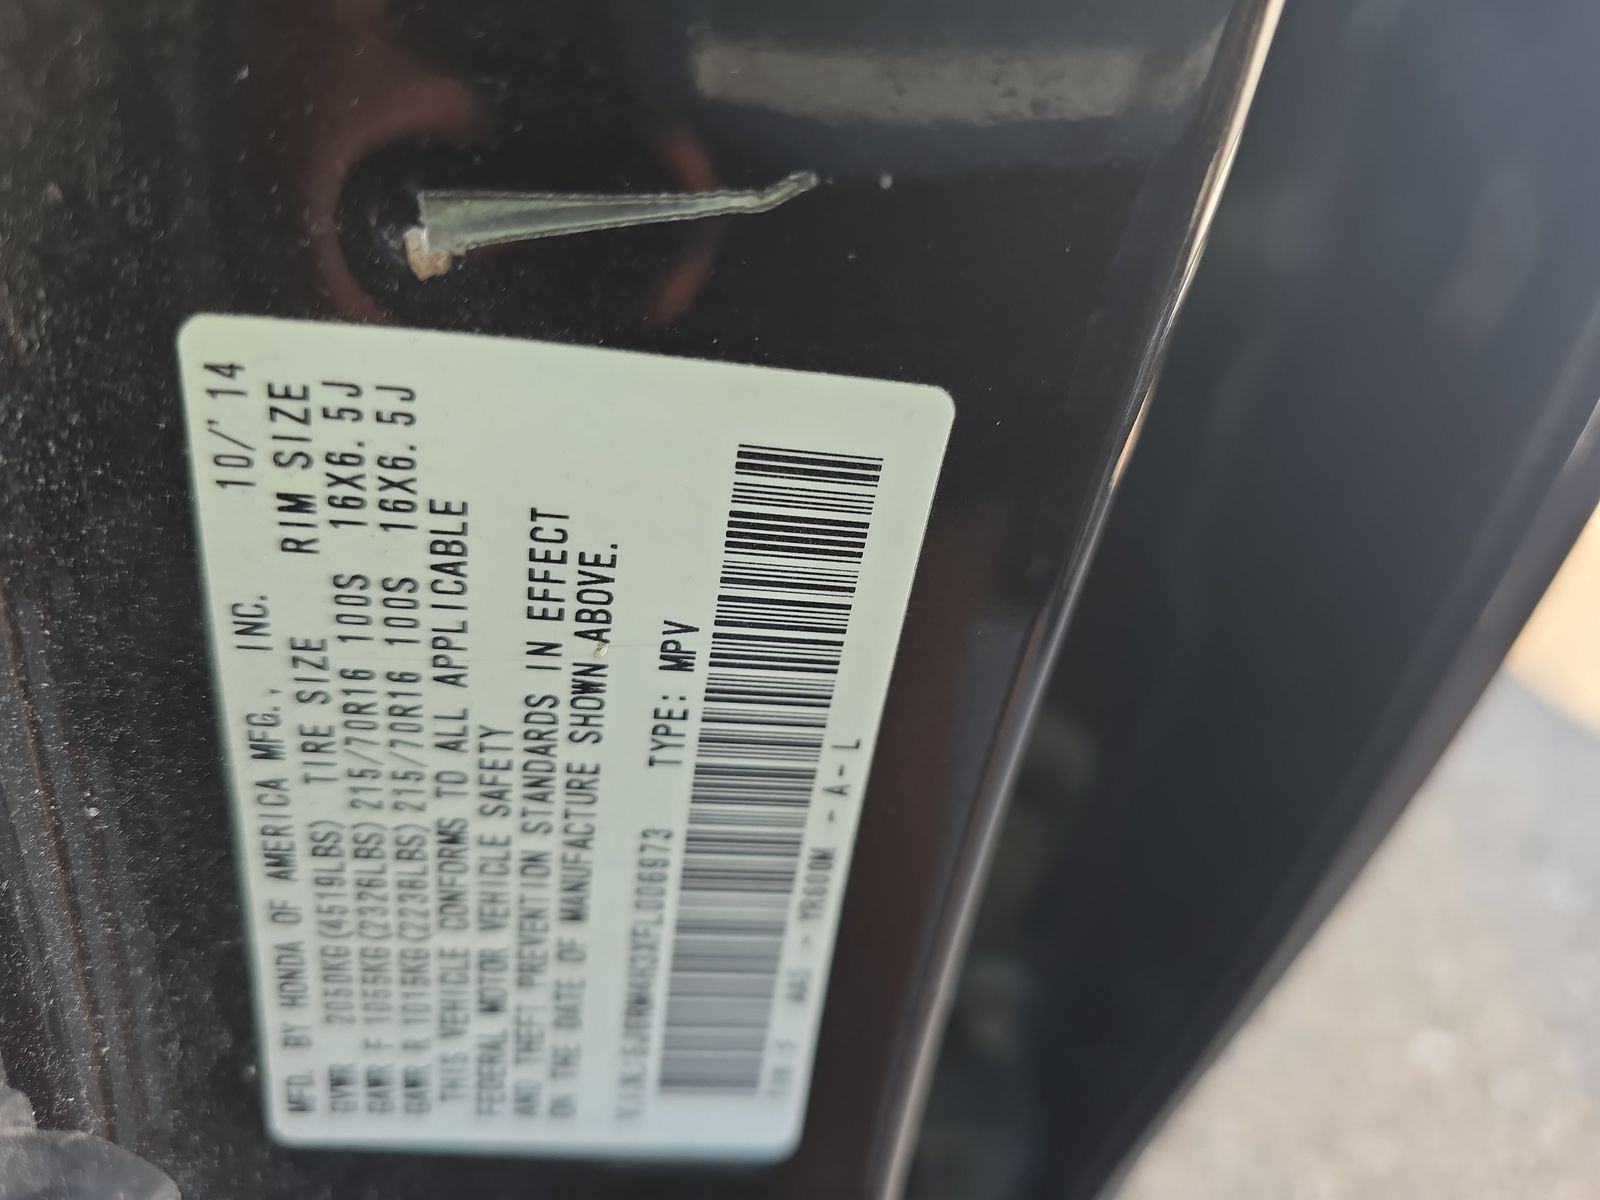 MFD. BY HONDA OF AMERICA MFG., INC. 10/'14
GVWR 2050KG(4519LBS) TIRE SIZE RIM SIZE
GAWR F 1055KG(2326LBS) 215/70R16 100S 16X6.5J
GAWR R 1015KG(2238LBS) 215/70R16 100S 16X6.5J
THIS VEHICLE CONFORMS TO ALL APPLICABLE
FEDERAL MOTOR VEHICLE SAFETY
AND THEFT PREVENTION STANDARDS IN EFFECT
ON THE DATE OF MANUFACTURE SHOWN ABOVE.
V.I.N.:5J6RM4H3XFL006973 TYPE: MPV
YR600M - A- L